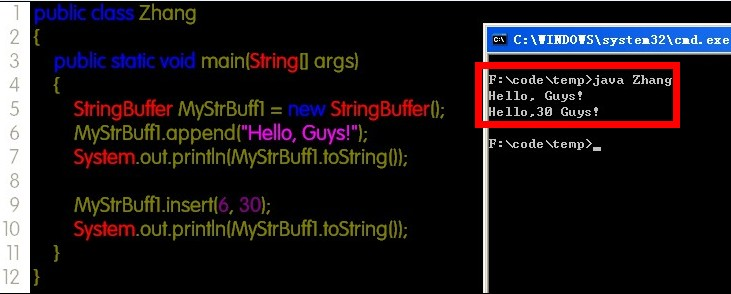 1 public class Zhang
2 {
3 public static void main(String[] args)
4 {
5 StringBuffer MyStrBuff1 = new StringBuffer();
6 MyStrBuff1.append("Hello, Guys!");
7 System.out.println(MyStrBuff1.toString());
8
9 MyStrBuff1.insert(6, 30);
10 System.out.println(MyStrBuff1.toString());
11 }
12 }
C:\WINDOWS\system32\cmd.exe
F:\code\temp>java Zhang
Hello, Guys!
Hello,30 Guys!
F:\code\temp>_